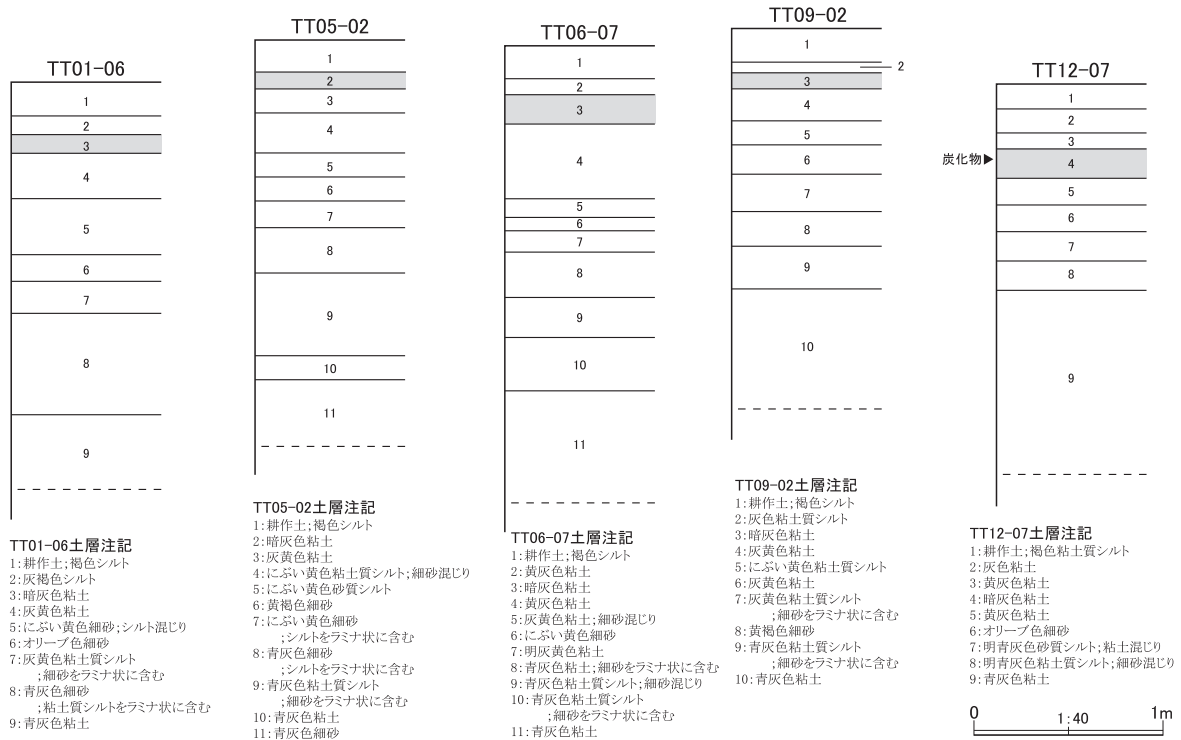 TT01-06
1
2
3
4
5
6
7
8
9
TT01-06土層注記
1:耕作土;褐色シルト
2:灰褐色シルト
3:暗灰色粘土
4:灰黄色粘土
5:にぶい黄色細砂;シルト混じり
6:オリーブ色細砂
7:灰黄色粘土質シルト
;細砂をラミナ状に含む
8:青灰色細砂
;粘土質シルトをラミナ状に含む
9:青灰色粘土
TT05-02
1
2
3
4
5
6
7
8
9
10
11
TT05-02土層注記
1:耕作土;褐色シルト
2:暗灰色粘土
3:灰黄色粘土
4:にぶい黄色粘土質シルト;細砂混じり
5:にぶい黄色砂質シルト
6:黄褐色細砂
7:にぶい黄色細砂
;シルトをラミナ状に含む
8:青灰色細砂
;シルトをラミナ状に含む
9:青灰色粘土質シルト
;細砂をラミナ状に含む
10:青灰色粘土
11:青灰色細砂
TT06-07
1
2
3
4
5
6
7
8
9
10
11
TT06-07土層注記
1:耕作土;褐色シルト
2:黄灰色粘土
3:暗灰色粘土
4:黄灰色粘土
5:灰黄色粘土;細砂混じり
6:にぶい黄色細砂
7:明灰黄色粘土
8:青灰色粘土;細砂をラミナ状に含む
9:青灰色粘土質シルト;細砂混じり
10:青灰色粘土質シルト
;細砂をラミナ状に含む
11:青灰色粘土
TT09-02
1
2
3
4
5
6
7
8
9
10
TT09-02土層注記
1:耕作土;褐色シルト
2:灰色粘土質シルト
3:暗灰色粘土
4:灰黄色粘土
5:にぶい黄色粘土質シルト
6:灰黄色粘土
7:灰黄色粘土質シルト
;細砂をラミナ状に含む
8:黄褐色細砂
9:青灰色粘土質シルト
;細砂をラミナ状に含む
10:青灰色粘土
TT12-07
1
2
3
炭化物▶
4
5
6
7
8
9
TT12-07土層注記
1:耕作土;褐色粘土質シルト
2:灰色粘土
3:黄灰色粘土
4:暗灰色粘土
5:黄灰色粘土
6:オリーブ色細砂
7:明青灰色砂質シルト;粘土混じり
8:明青灰色粘土質シルト;細砂混じり
9:青灰色粘土
0 1:40 1m